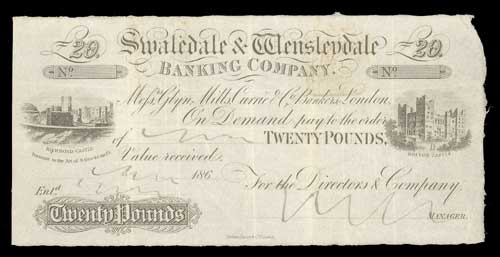 £20. Swaledale & Wensleydale £20.
BANKING COMPANY.
No No
Messrs Glyn, Mills, Currie & Co. Bankers, London.
On Demand pay to the order
of TWENTY POUNDS,
Value received.
RICHMOND CASTLE
BOLTON CASTLE
186
Entd. For the Directors & Company.
Twenty Pounds
MANAGER.